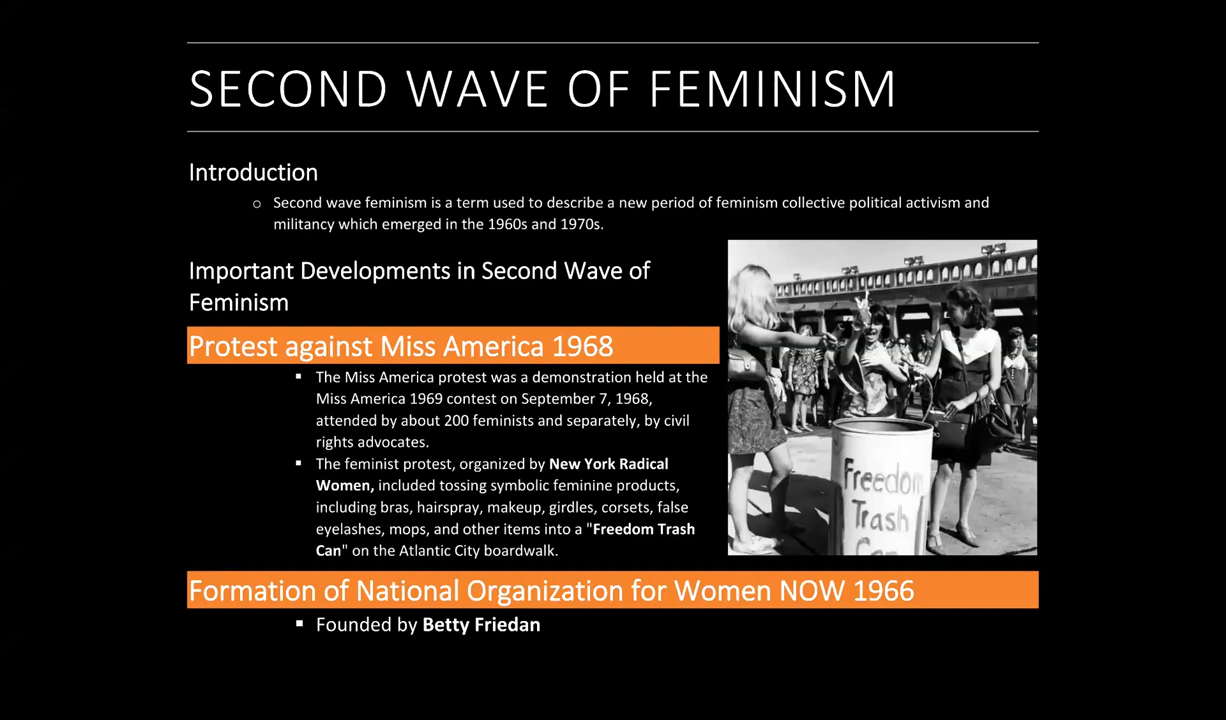 SECOND WAVE OF FEMINISM
Introduction
o Second wave feminism is a term used to describe a new period of feminism collective political activism and
militancy which emerged in the 1960s and 1970s.
Important Developments in Second Wave of
Feminism
Protest against Miss America 1968
▪ The Miss America protest was a demonstration held at the
Miss America 1969 contest on September 7, 1968,
attended by about 200 feminists and separately, by civil
rights advocates.
▪ The feminist protest, organized by New York Radical
Women, included tossing symbolic feminine products,
including bras, hairspray, makeup, girdles, corsets, false
eyelashes, mops, and other items into a "Freedom Trash
Can" on the Atlantic City boardwalk.
Freedom
Trash
Can
Formation of National Organization for Women NOW 1966
▪ Founded by Betty Friedan